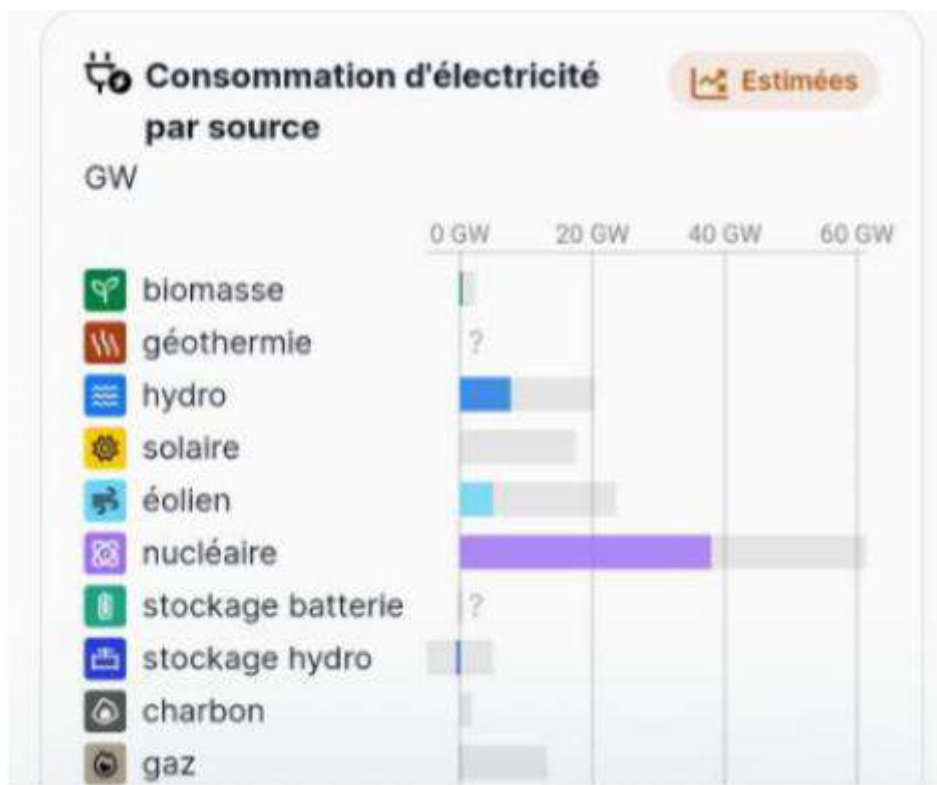 Consommation d'électricité
par source
Estimées
GW
0 GW 20 GW 40 GW 60 GW
biomasse
géothermie ?
hydro
solaire
éolien
nucléaire
stockage batterie ?
stockage hydro
charbon
gaz